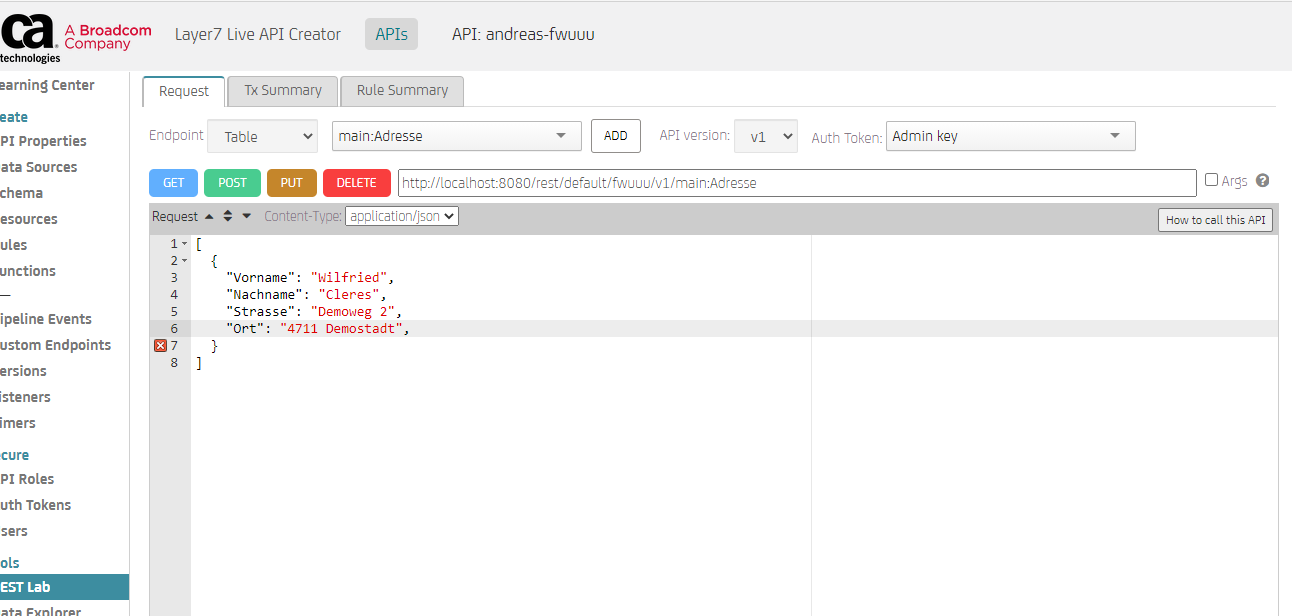 ca
technologies
A Broadcom
Company
Layer7 Live API Creator
APIs
API: andreas-fwuuu
earning Center
eate
PI Properties
ata Sources
chema
esources
ules
unctions
ipeline Events
ustom Endpoints
ersions
isteners
imers
cure
PI Roles
uth Tokens
sers
ols
EST Lab
ata Explorer
Request
Tx Summary
Rule Summary
Endpoint
Table
main:Adresse
ADD
API version:
v1
Auth Token:
Admin key
GET
POST
PUT
DELETE
http://localhost:8080/rest/default/fwuuu/v1/main:Adresse
Args
?
Request
Content-Type:
application/json
How to call this API
1 [
2 {
3 "Vorname": "Wilfried",
4 "Nachname": "Cleres",
5 "Strasse": "Demoweg 2",
6 "Ort": "4711 Demostadt",
7 }
8 ]